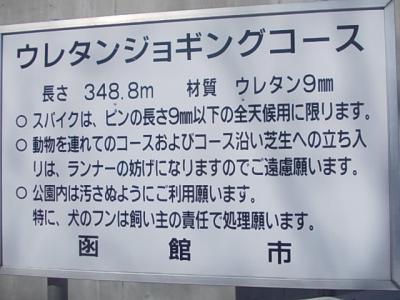 ウレタンジョギングコース
長さ 348.8m 材質 ウレタン9㎜
○ スパイクは、ピンの長さ9㎜以下の全天候用に限ります。
○ 動物を連れてのコースおよびコース沿い芝生への立ち入
りは、ランナーの妨げになりますのでご遠慮願います。
○ 公園内は汚さぬようにご利用願います。
特に、犬のフンは飼い主の責任で処理願います。
函館市